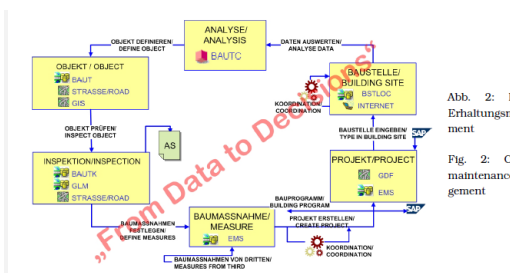 ANALYSE/
ANALYSIS
BAUTC
OBJEKT DEFINIEREN/
DEFINE OBJECT
DATEN AUSWERTEN/
ANALYSE DATA
OBJEKT / OBJECT
BAUT
STRASSE/ROAD
GIS
BAUSTELLE/
BUILDING SITE
BSTLOC
INTERNET
KOORDINATION/
COORDINATION
OBJEKT PRÜFEN/
INSPECT OBJECT
AS
BAUSTELLE EINGEBEN/
TYPE IN BUILDING SITE
SAP
INSPEKTION/INSPECTION
BAUTK
GLM
STRASSE/ROAD
PROJEKT/PROJECT
GDF
EMS
BAUMASSNAHMEN
FESTLEGEN/
DEFINE MEASURES
BAUMASSNAHME/
MEASURE
EMS
BAUPROGRAMM/
BUILDING PROGRAM
SAP
PROJEKT ERSTELLEN/
CREATE PROJECT
KOORDINATION/
COORDINATION
BAUMASSNAHMEN VON DRITTEN/
MEASURES FROM THIRD
„From Data to Decisions“
Abb. 2:
Erhaltungsm
ment
Fig. 2:
maintenance
gement